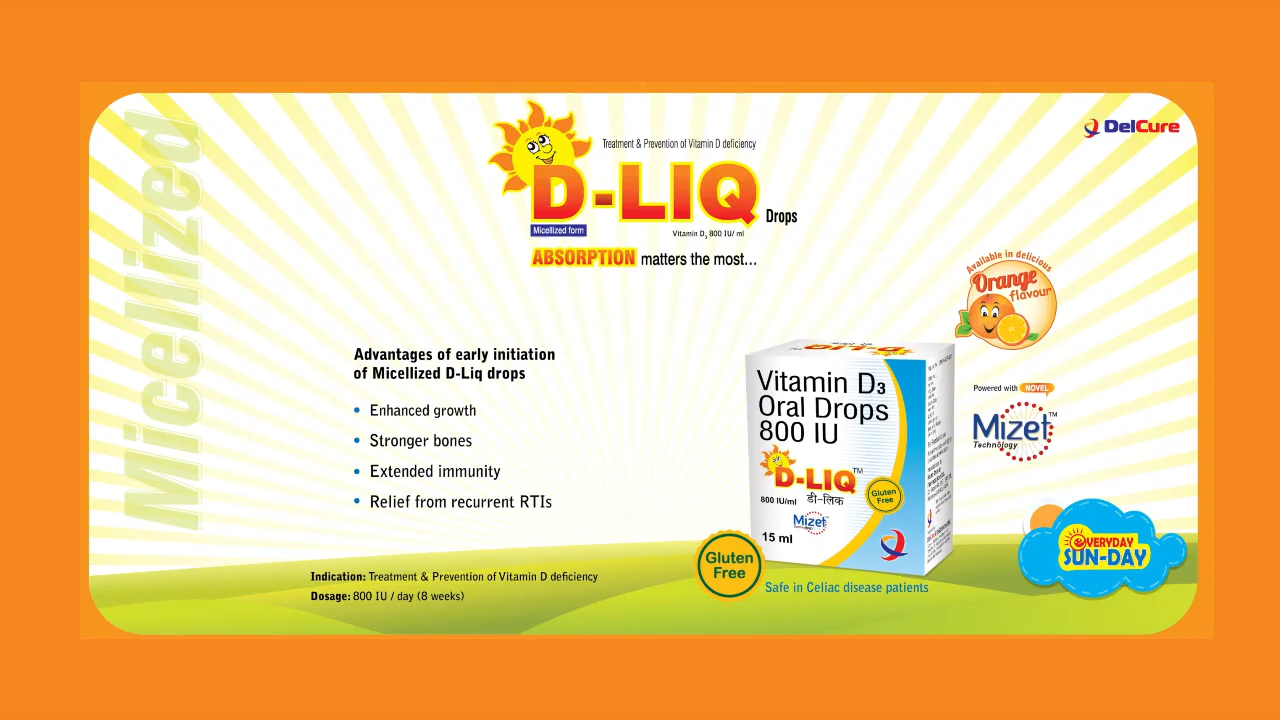 Micellized
Treatment & Prevention of Vitamin D deficiency
D-LIQ Drops
Micellized form
Vitamin D3 800 IU/ ml
ABSORPTION matters the most...
DelCure
Available in delicious
Orange
flavour
Advantages of early initiation
of Micellized D-Liq drops
• Enhanced growth
• Stronger bones
• Extended immunity
• Relief from recurrent RTIs
D-LIQ
Vitamin D3
Oral Drops
800 IU
D-LIQ™
800 IU/ml डी-लिक
Mizet
Technology
15 ml
Gluten
Free
Powered with NOVEL
Mizet™
Technology
EVERYDAY
SUN-DAY
Gluten
Free
Safe in Celiac disease patients
Indication: Treatment & Prevention of Vitamin D deficiency
Dosage: 800 IU / day (8 weeks)